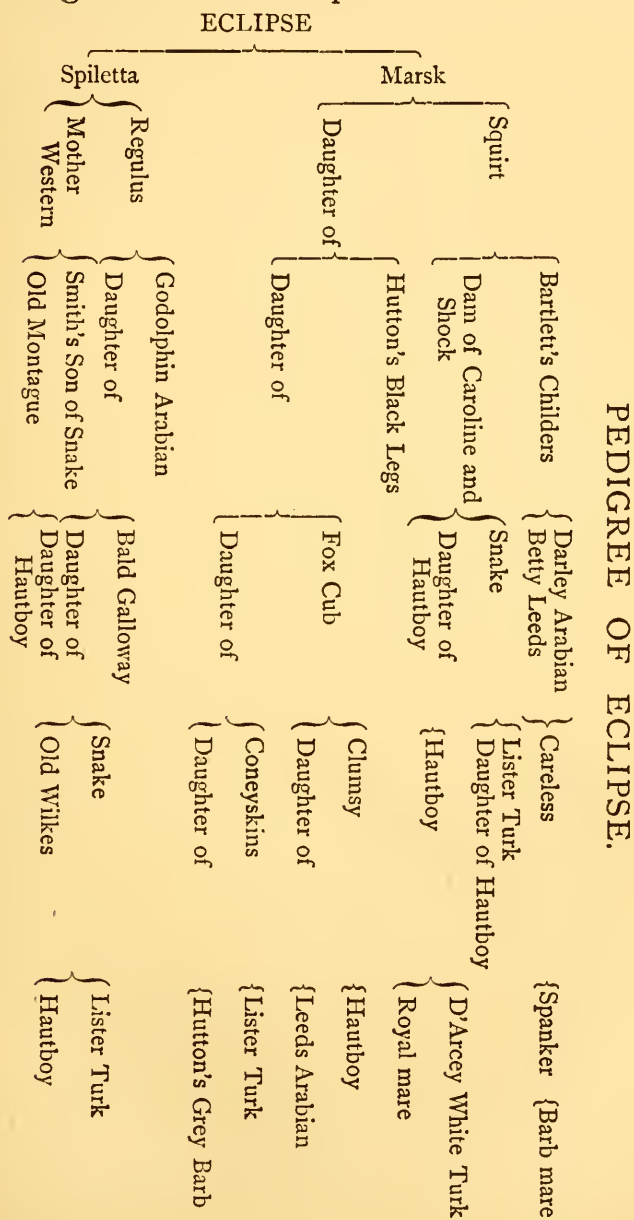 PEDIGREE OF ECLIPSE.
ECLIPSE
Marsk
Spiletta
Squirt
Daughter of
Regulus
Mother
Western
Bartlett's Childers
Dam of Caroline and
Shock
Hutton's Black Legs
Daughter of
Godolphin Arabian
Daughter of
Smith's Son of Snake
Old Montague
Darley Arabian
Betty Leeds
Snake
Daughter of
Hautboy
Fox Cub
Daughter of
Bald Galloway
Daughter of
Daughter of
Hautboy
Careless
Lister Turk
Daughter of Hautboy
Hautboy
Clumsy
Daughter of
Coneyskins
Daughter of
Snake
Old Wilkes
Spanker {Barb mare
D'Arcey White Turk
Royal mare
Hautboy
Leeds Arabian
Lister Turk
Hutton's Grey Barb
Lister Turk
Hautboy